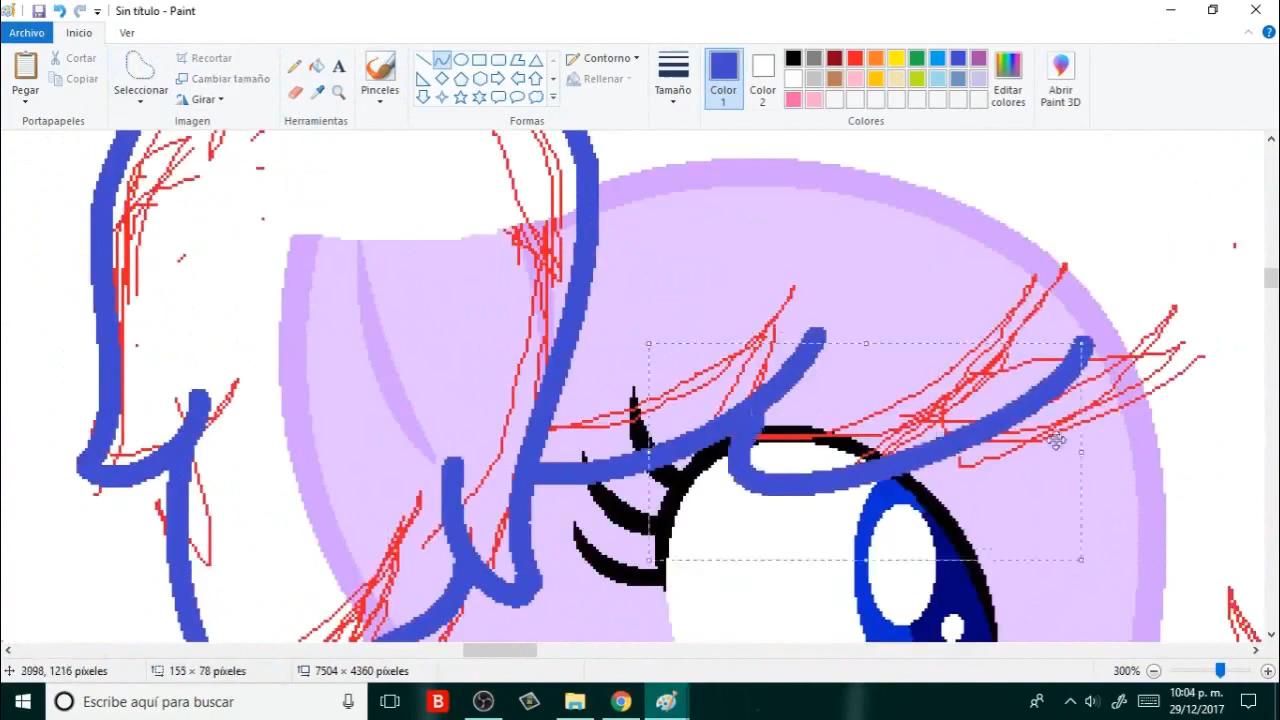 Sin título - Paint
Archivo
Inicio
Ver
Pegar
Cortar
Copiar
Portapapeles
Seleccionar
Recortar
Cambiar tamaño
Girar
Imagen
A
Herramientas
Pinceles
Contorno
Rellenar
Formas
Tamaño
Color
1
Color
2
Editar
colores
Abrir
Paint 3D
Colores
3998, 1216 píxeles
155 × 78 píxeles
7504 × 4360 píxeles
300%
Escribe aquí para buscar
B
10:04 p. m.
29/12/2017